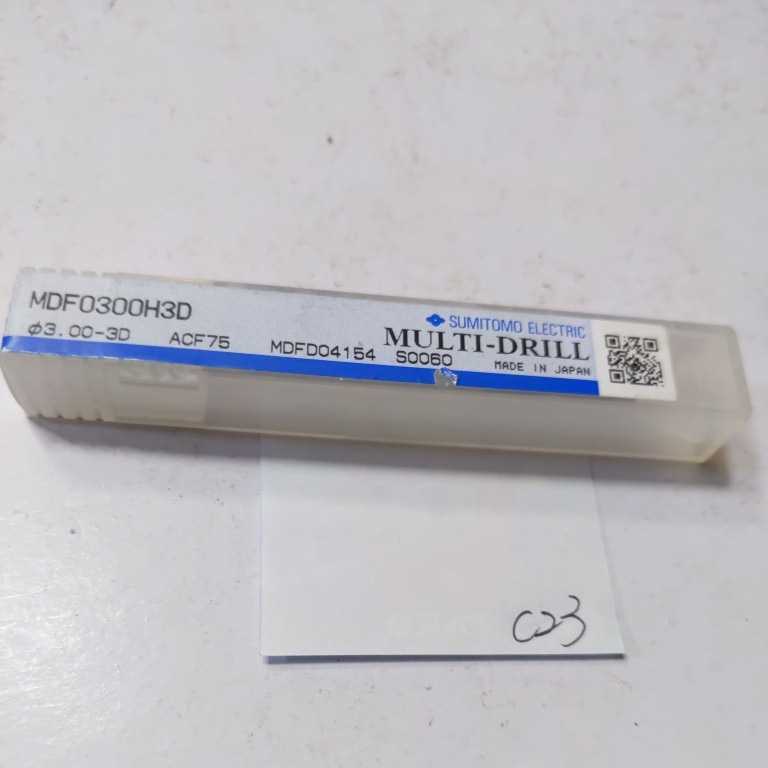 MDF0300H3D
φ3.00-3D ACF75 MDFD04154 S0060
SUMITOMO ELECTRIC
MULTI-DRILL
MADE IN JAPAN
C23